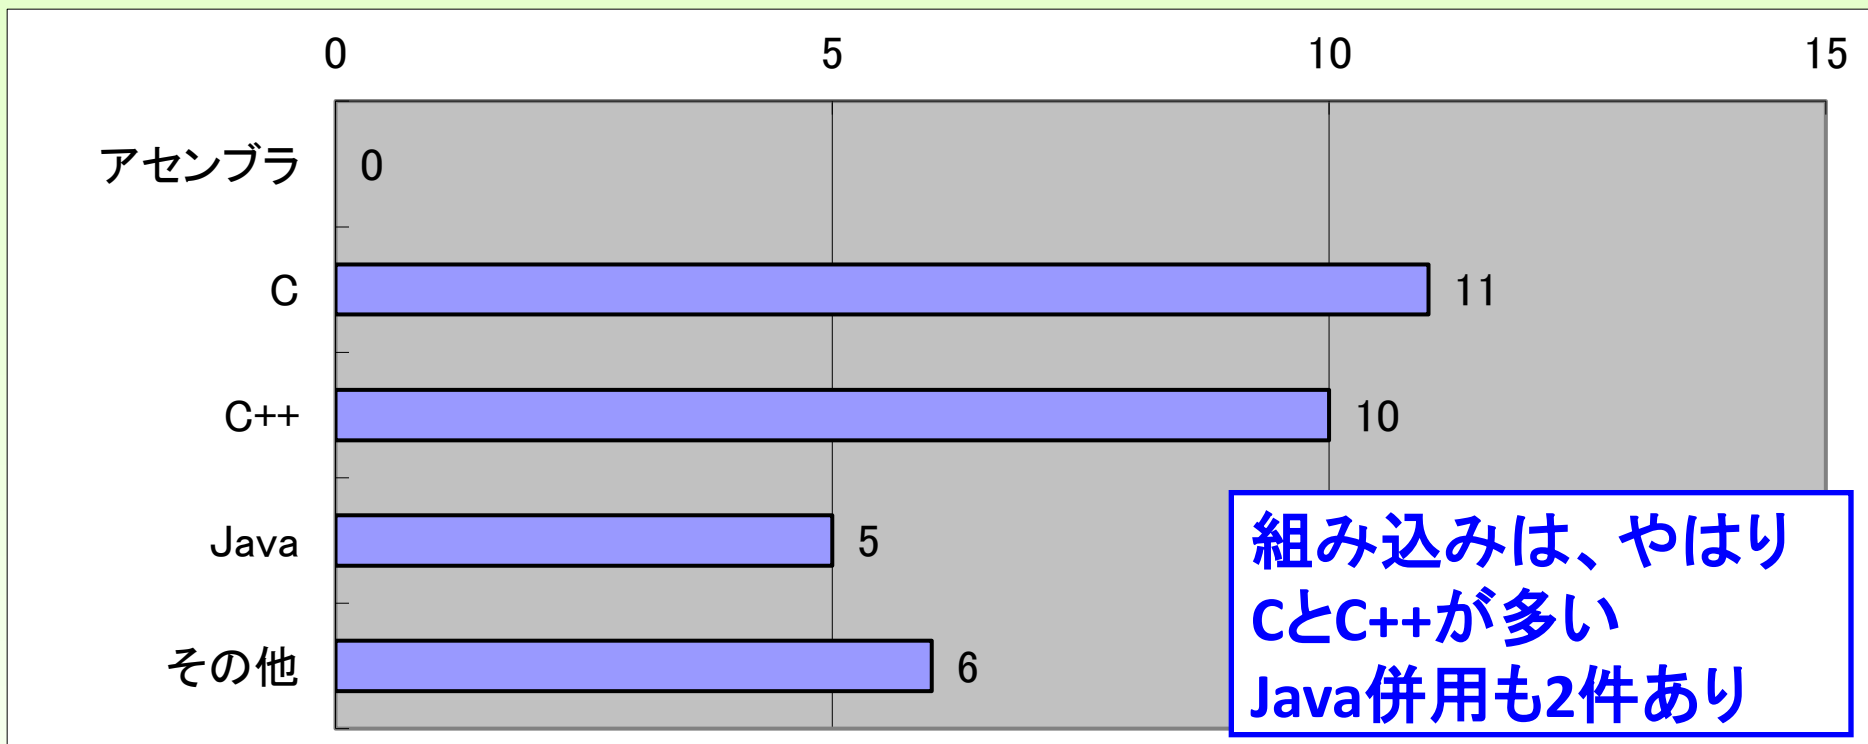 0 5 10 15
アセンブラ 0
C 11
C++ 10
Java 5
その他 6
組み込みは、やはり
CとC++が多い
Java併用も2件あり